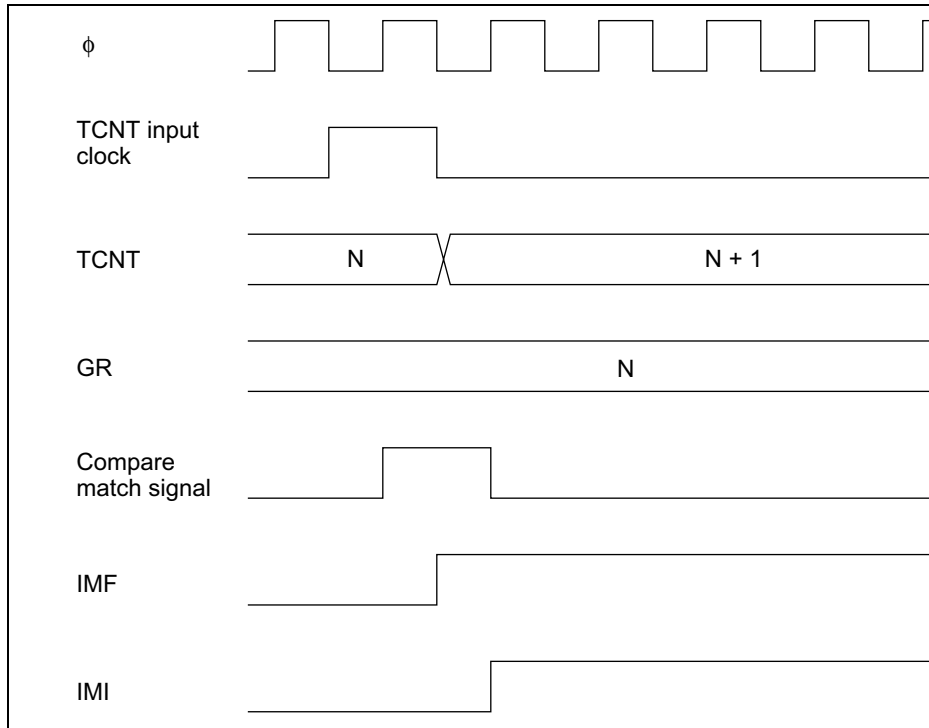 ϕ
TCNT input
clock
TCNT
N
N + 1
GR
N
Compare
match signal
IMF
IMI